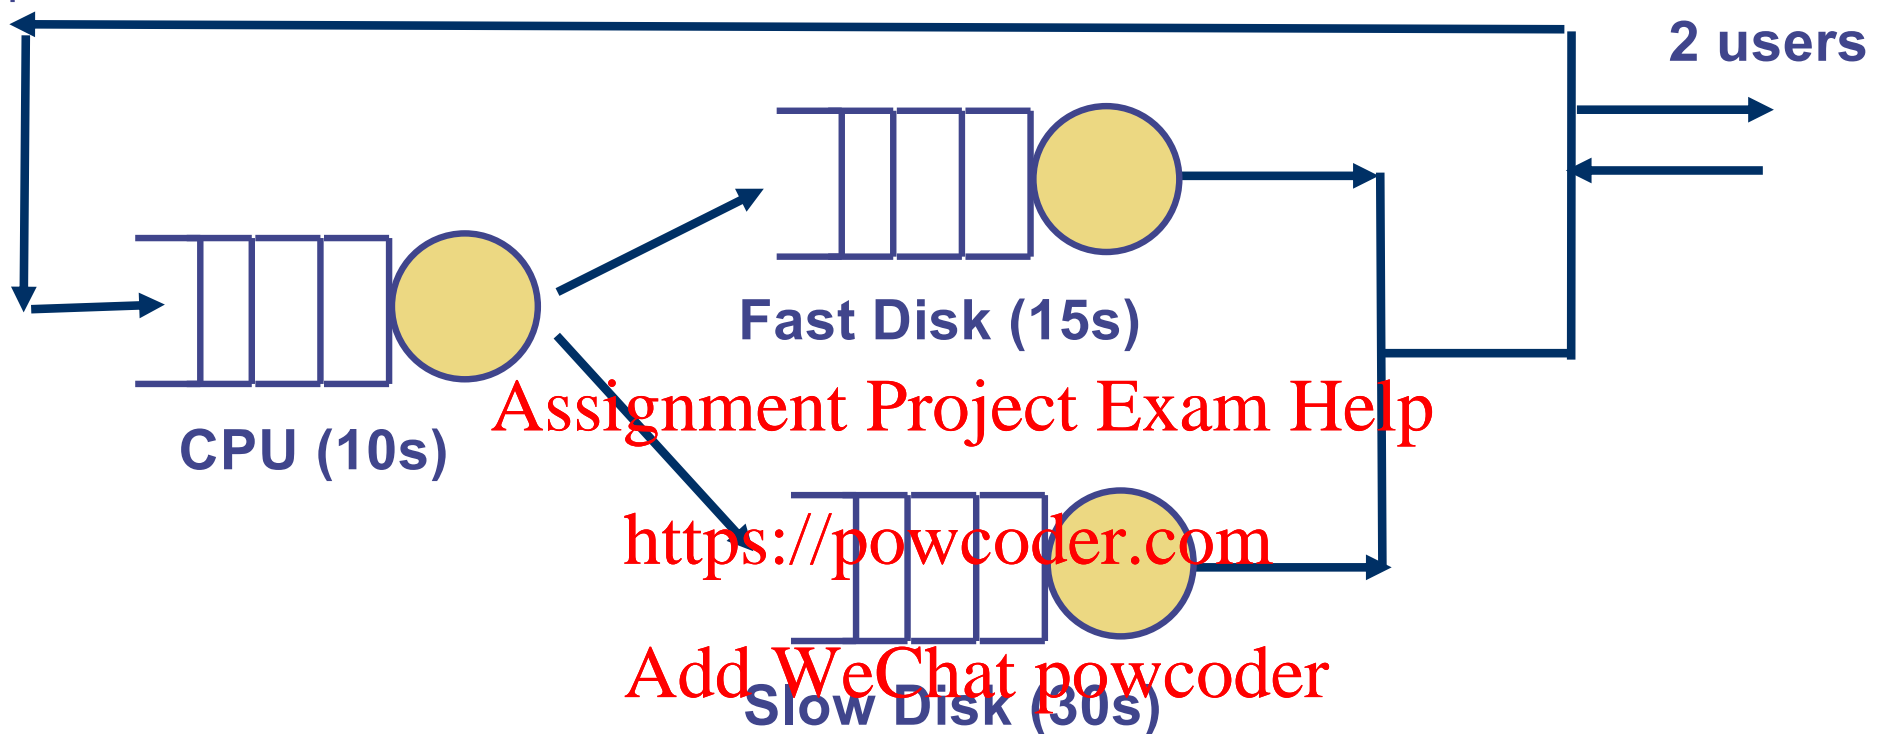 2 users
Fast Disk (15s)
Assignment Project Exam Help
CPU (10s)
https://powcoder.com
Add WeChat powcoder
Slow Disk (30s)